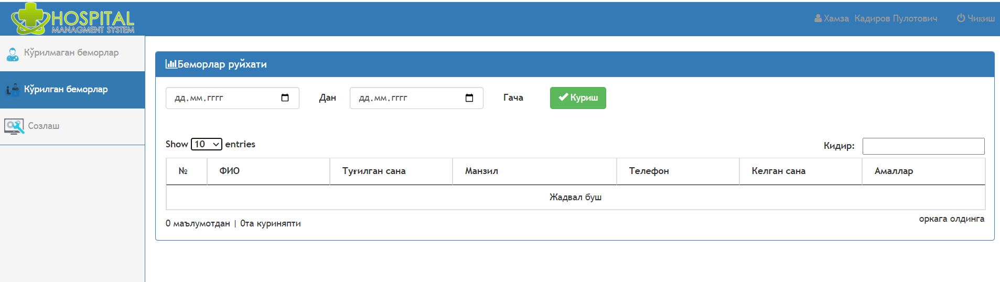 HOSPITAL
MANAGMENT SYSTEM
Хамза Кадиров Пулотович Чиқиш
Кўрилмаган беморлар
Кўрилган беморлар
Созлаш
Беморлар руйхати
дд.мм.гггг Дан дд.мм.гггг Гача Куриш
Show 10 entries Кидир:
№ ФИО Туғилган сана Манзил Телефон Келган сана Амаллар
Жадвал буш
0 маълумотдан | 0та куриняпти оркага олдинга